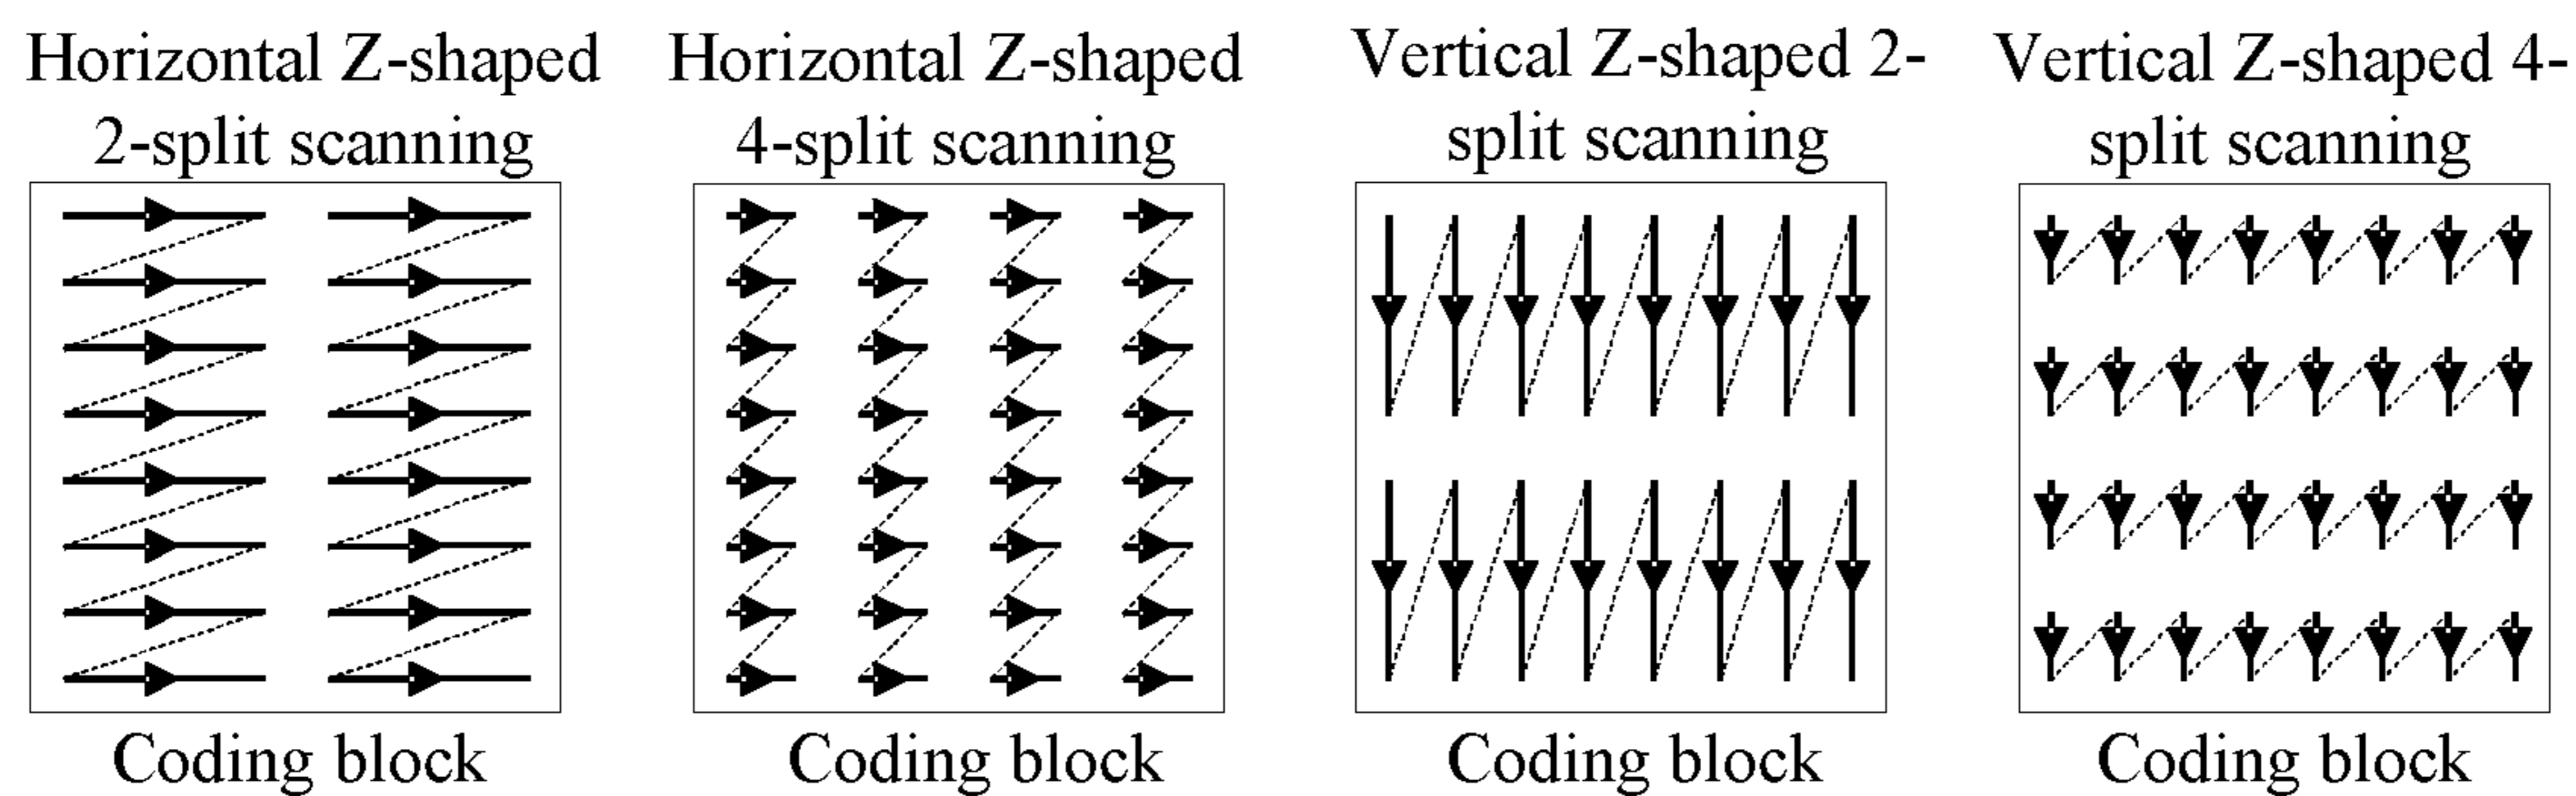 Horizontal Z-shaped
2-split scanning
Coding block
Horizontal Z-shaped
4-split scanning
Coding block
Vertical Z-shaped 2-
split scanning
Coding block
Vertical Z-shaped 4-
split scanning
Coding block